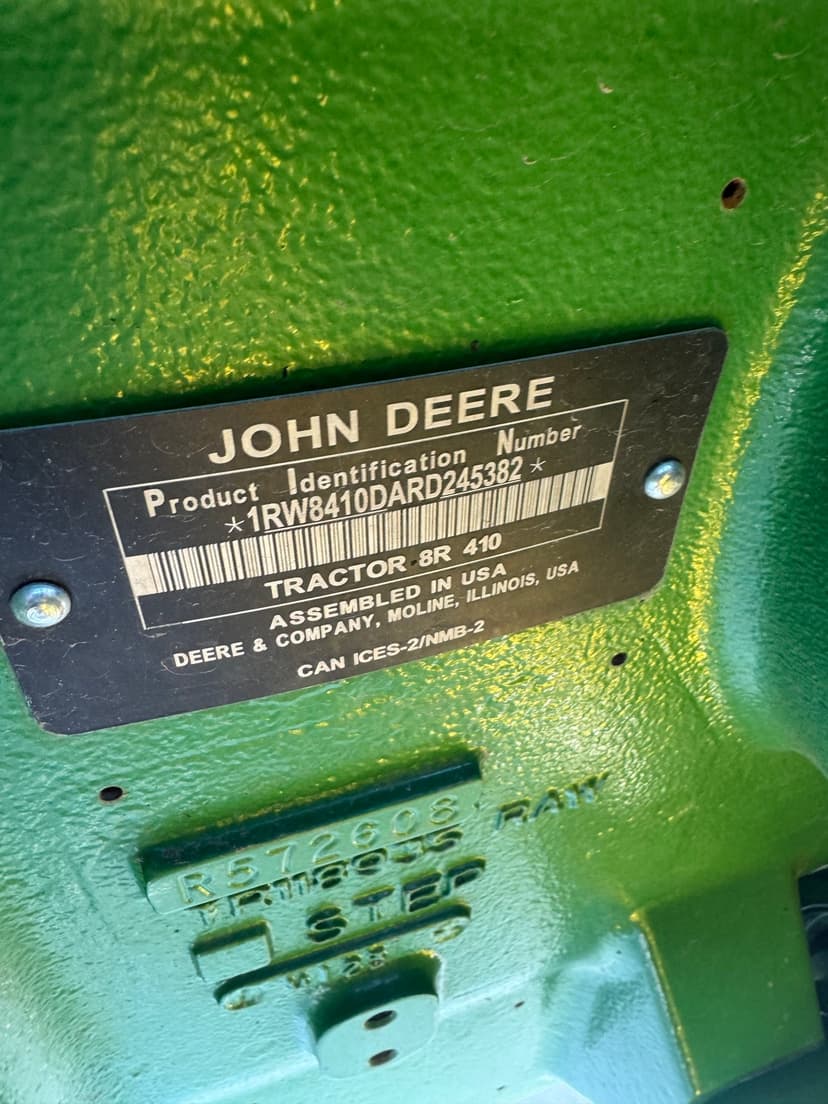 JOHN DEERE
Product Identification Number
*1RW8410DARD245382*
TRACTOR 8R 410
ASSEMBLED IN USA
DEERE & COMPANY, MOLINE, ILLINOIS, USA
CAN ICES-2/NMB-2
R572608 RAW
STEP